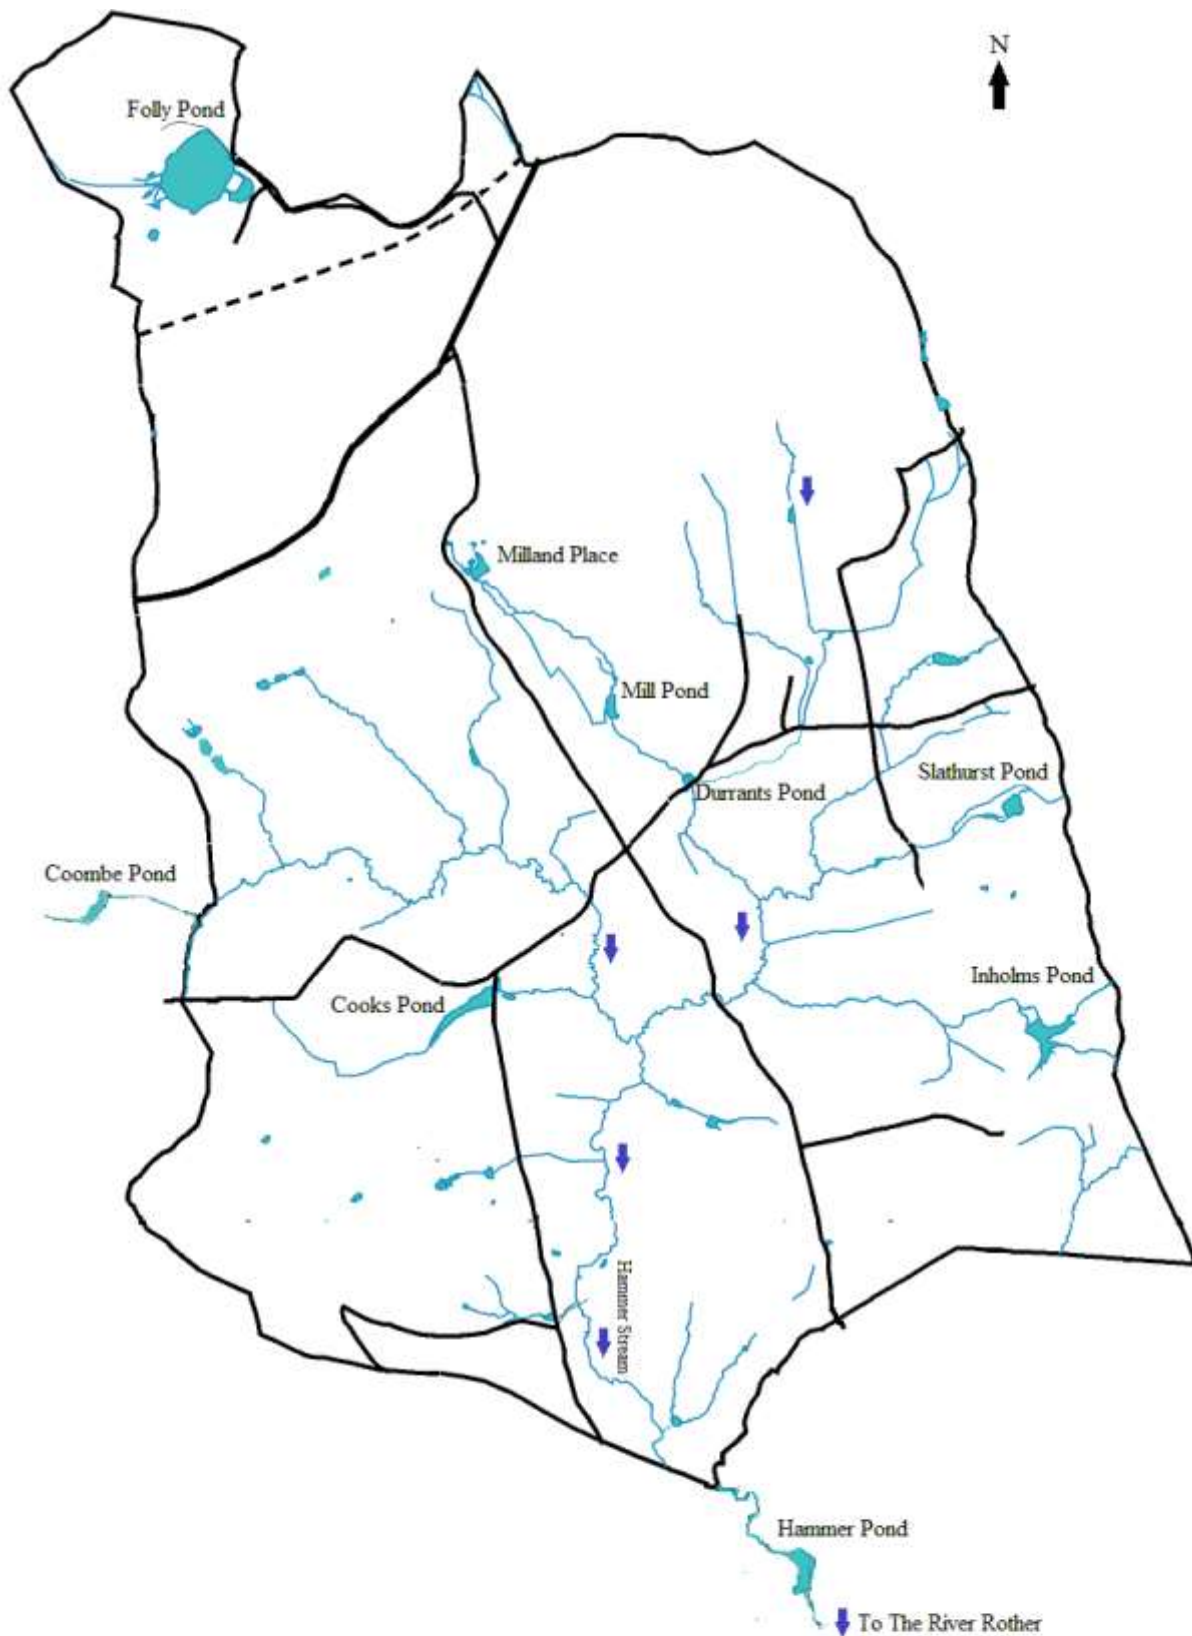 N
Folly Pond
Milland Place
Mill Pond
Slathurst Pond
Durrants Pond
Coombe Pond
Inholms Pond
Cooks Pond
Hammer Stream
Hammer Pond
To The River Rother